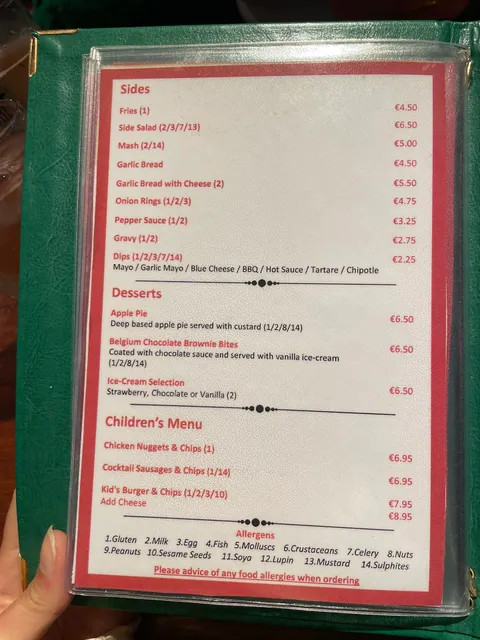 Sides
Fries (1) €4.50
Side Salad (2/3/7/13) €6.50
Mash (2/14) €5.00
Garlic Bread €4.50
Garlic Bread with Cheese (2) €5.50
Onion Rings (1/2/3) €4.75
Pepper Sauce (1/2) €3.25
Gravy (1/2) €2.75
Dips (1/2/3/7/14) €2.25
Mayo / Garlic Mayo / Blue Cheese / BBQ / Hot Sauce / Tartare / Chipotle
Desserts
Apple Pie €6.50
Deep based apple pie served with custard (1/2/8/14)
Belgium Chocolate Brownie Bites €6.50
Coated with chocolate sauce and served with vanilla ice-cream
(1/2/8/14)
Ice-Cream Selection €6.50
Strawberry, Chocolate or Vanilla (2)
Children's Menu
Chicken Nuggets & Chips (1) €6.95
Cocktail Sausages & Chips (1/14) €6.95
Kid's Burger & Chips (1/2/3/10) €7.95
Add Cheese €8.95
Allergens
1.Gluten 2.Milk 3.Egg 4.Fish 5.Molluscs 6.Crustaceans 7.Celery 8.Nuts
9.Peanuts 10.Sesame Seeds 11.Soya 12.Lupin 13.Mustard 14.Sulphites
Please advice of any food allergies when ordering